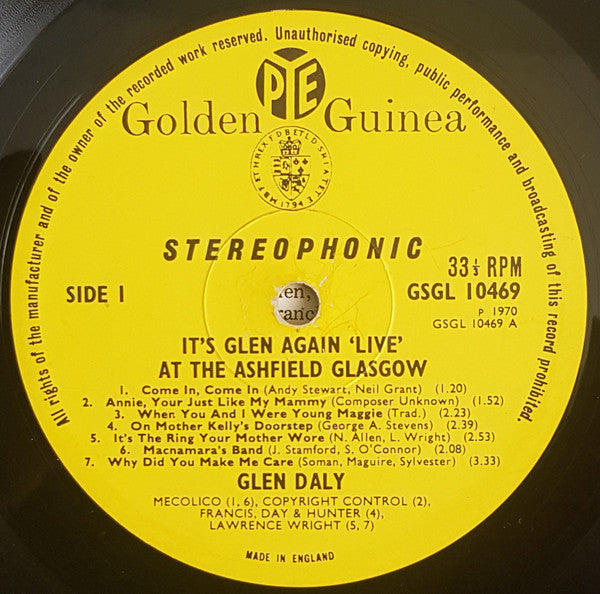 All rights of the manufacturer and of the owner of the recorded work reserved. Unauthorised copying, public performance and broadcasting of this record prohibited.
PYE
Golden Guinea
1794
STEREOPHONIC
33⅓ RPM
SIDE 1
GSGL 10469
P 1970
GSGL 10469 A
IT'S GLEN AGAIN 'LIVE'
AT THE ASHFIELD GLASGOW
1. Come In, Come In (Andy Stewart, Neil Grant) (1.20)
2. Annie, Your Just Like My Mammy (Composer Unknown) (1.52)
3. When You And I Were Young Maggie (Trad.) (2.23)
4. On Mother Kelly's Doorstep (George A. Stevens) (2.39)
5. It's The Ring Your Mother Wore (N. Allen, L. Wright) (2.53)
6. Macnamara's Band (J. Stamford, S. O'Connor) (2.08)
7. Why Did You Make Me Care (Soman, Maguire, Sylvester) (3.33)
GLEN DALY
MECOLICO (1, 6), COPYRIGHT CONTROL (2),
FRANCIS, DAY & HUNTER (4),
LAWRENCE WRIGHT (5, 7)
MADE IN ENGLAND